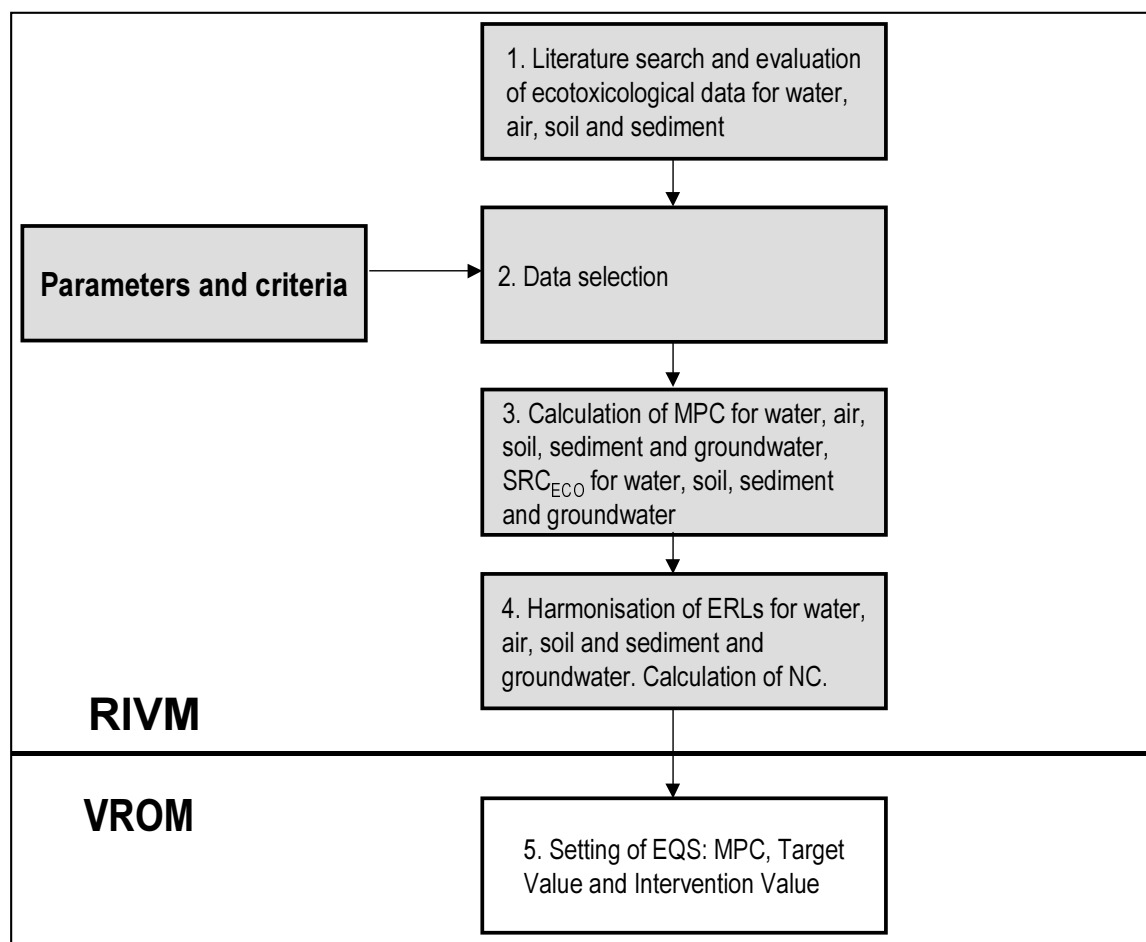 1. Literature search and evaluation
of ecotoxicological data for water,
air, soil and sediment
Parameters and criteria
2. Data selection
3. Calculation of MPC for water, air,
soil, sediment and groundwater,
SRC_ECO for water, soil, sediment
and groundwater
4. Harmonisation of ERLs for water,
air, soil and sediment and
groundwater. Calculation of NC.
RIVM
VROM
5. Setting of EQS: MPC, Target
Value and Intervention Value